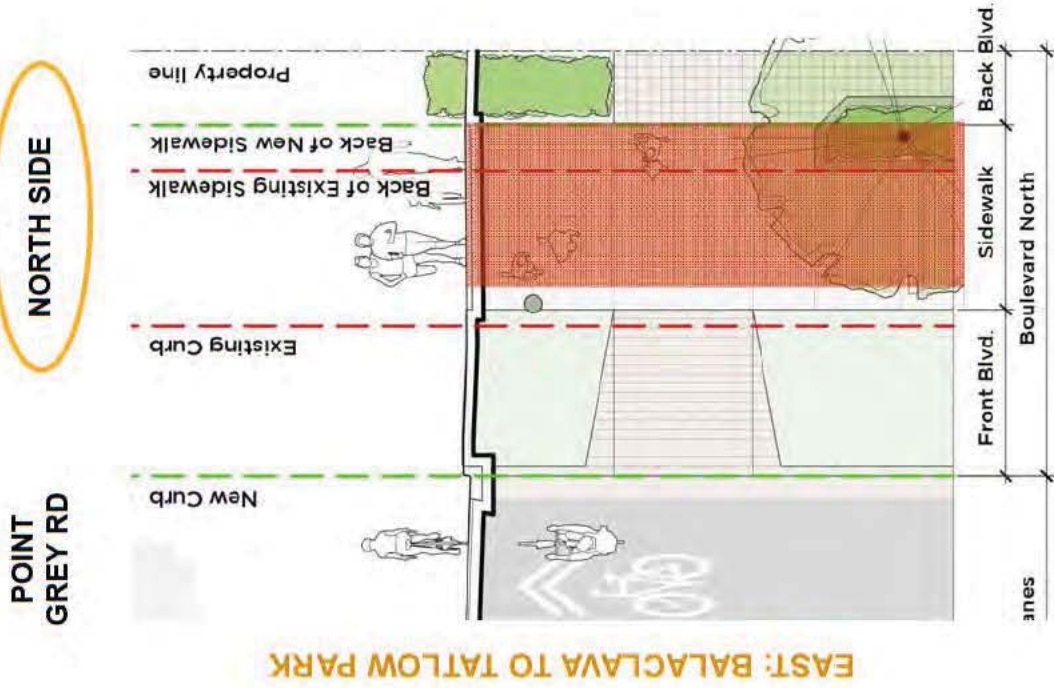 POINT
GREY RD
NORTH SIDE
New Curb
Existing Curb
Back of Existing Sidewalk
Back of New Sidewalk
Property line
anes
Front Blvd.
Sidewalk
Back Blvd.
Boulevard North
EAST: BALACLAVA TO TATLOW PARK